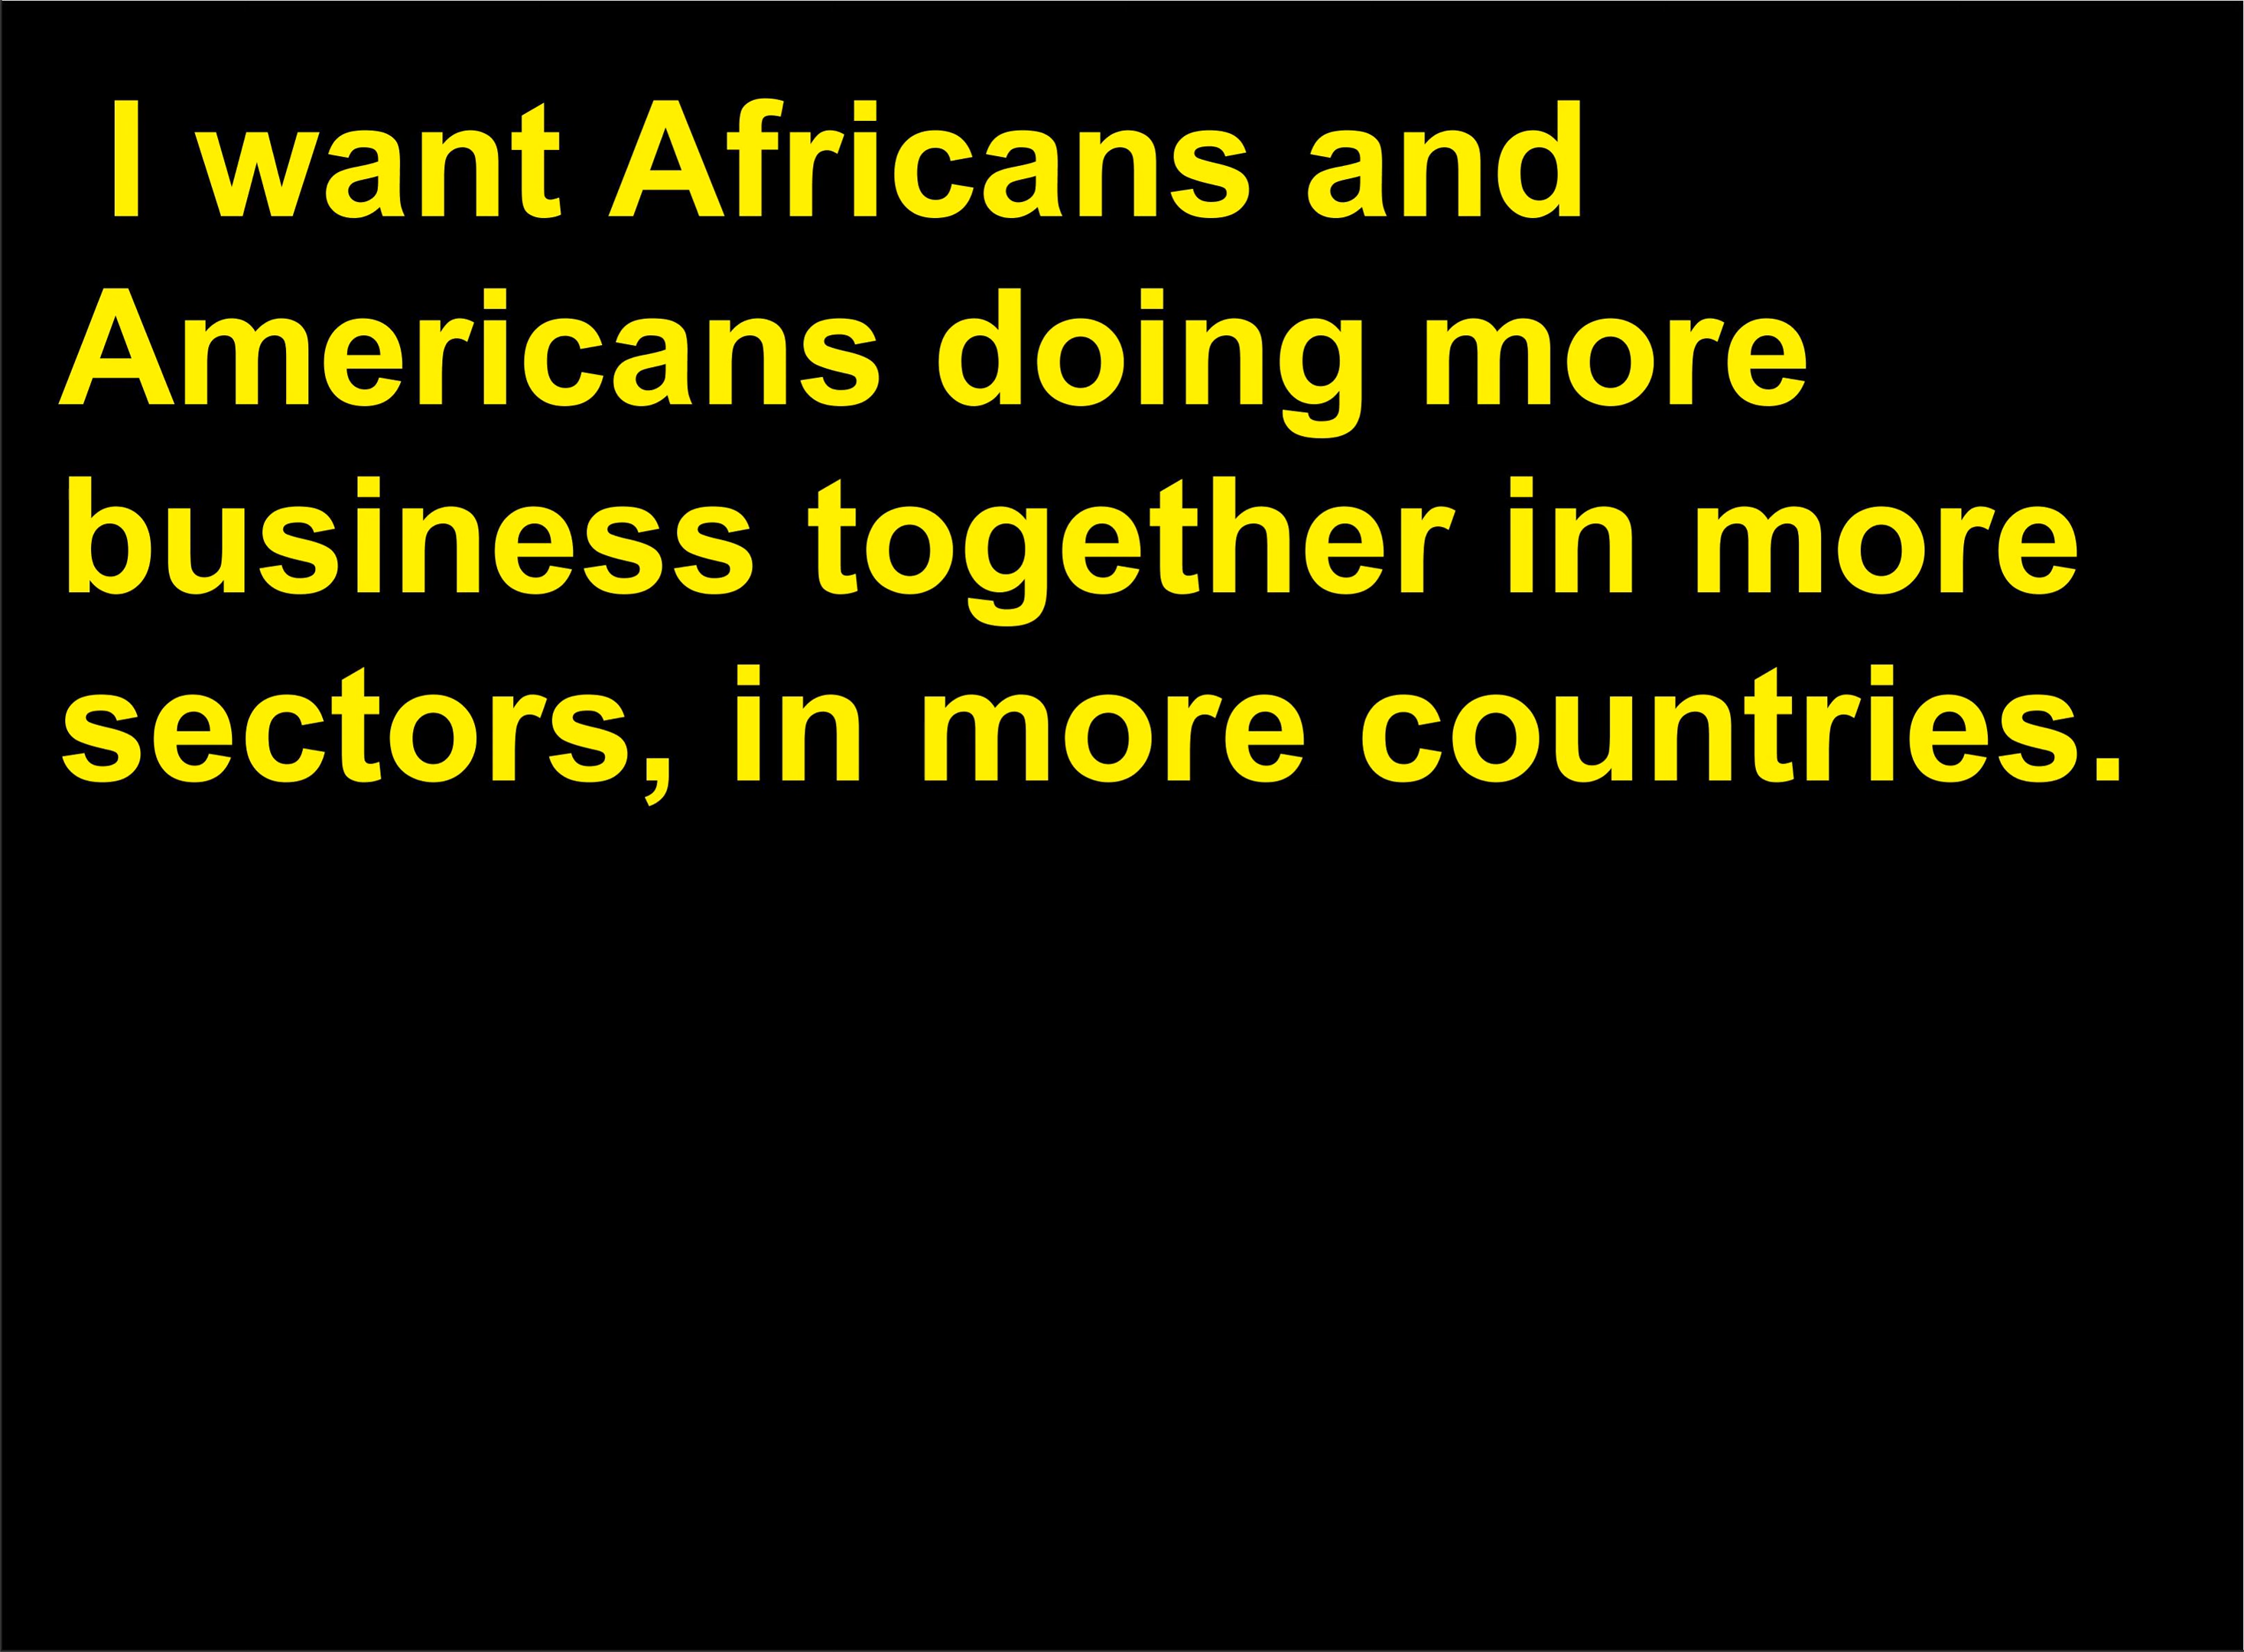 I want Africans and
Americans doing more
business together in more
sectors, in more countries.